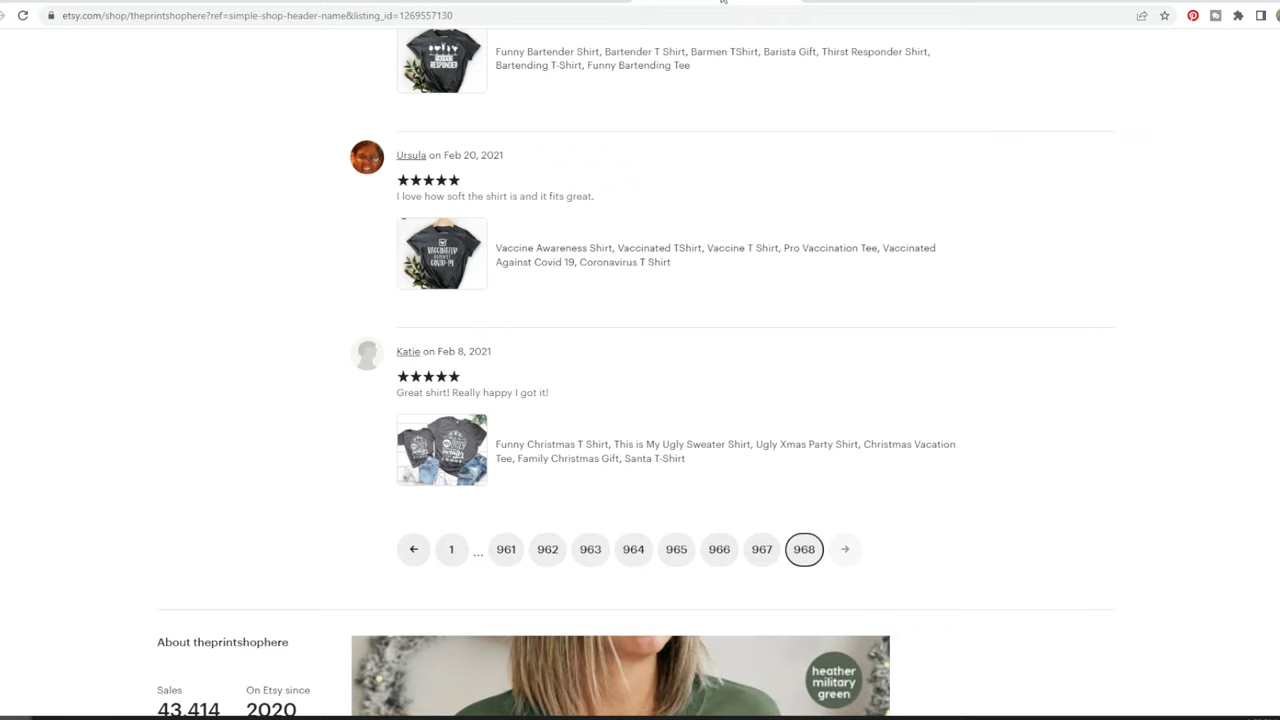 etsy.com/shop/theprintshophere?ref=simple-shop-header-name&listing_id=1269557130
RESPONDER
Funny Bartender Shirt, Bartender T Shirt, Barmen TShirt, Barista Gift, Thirst Responder Shirt,
Bartending T-Shirt, Funny Bartending Tee
Ursula on Feb 20, 2021
★★★★★
I love how soft the shirt is and it fits great.
VACCINATED
AGAINST
COVID-19
Vaccine Awareness Shirt, Vaccinated TShirt, Vaccine T Shirt, Pro Vaccination Tee, Vaccinated
Against Covid 19, Coronavirus T Shirt
Katie on Feb 8, 2021
★★★★★
Great shirt! Really happy I got it!
Funny Christmas T Shirt, This is My Ugly Sweater Shirt, Ugly Xmas Party Shirt, Christmas Vacation
Tee, Family Christmas Gift, Santa T-Shirt
← 1 ... 961 962 963 964 965 966 967 968 →
About theprintshophere
Sales On Etsy since
43,414 2020
heather
military
green